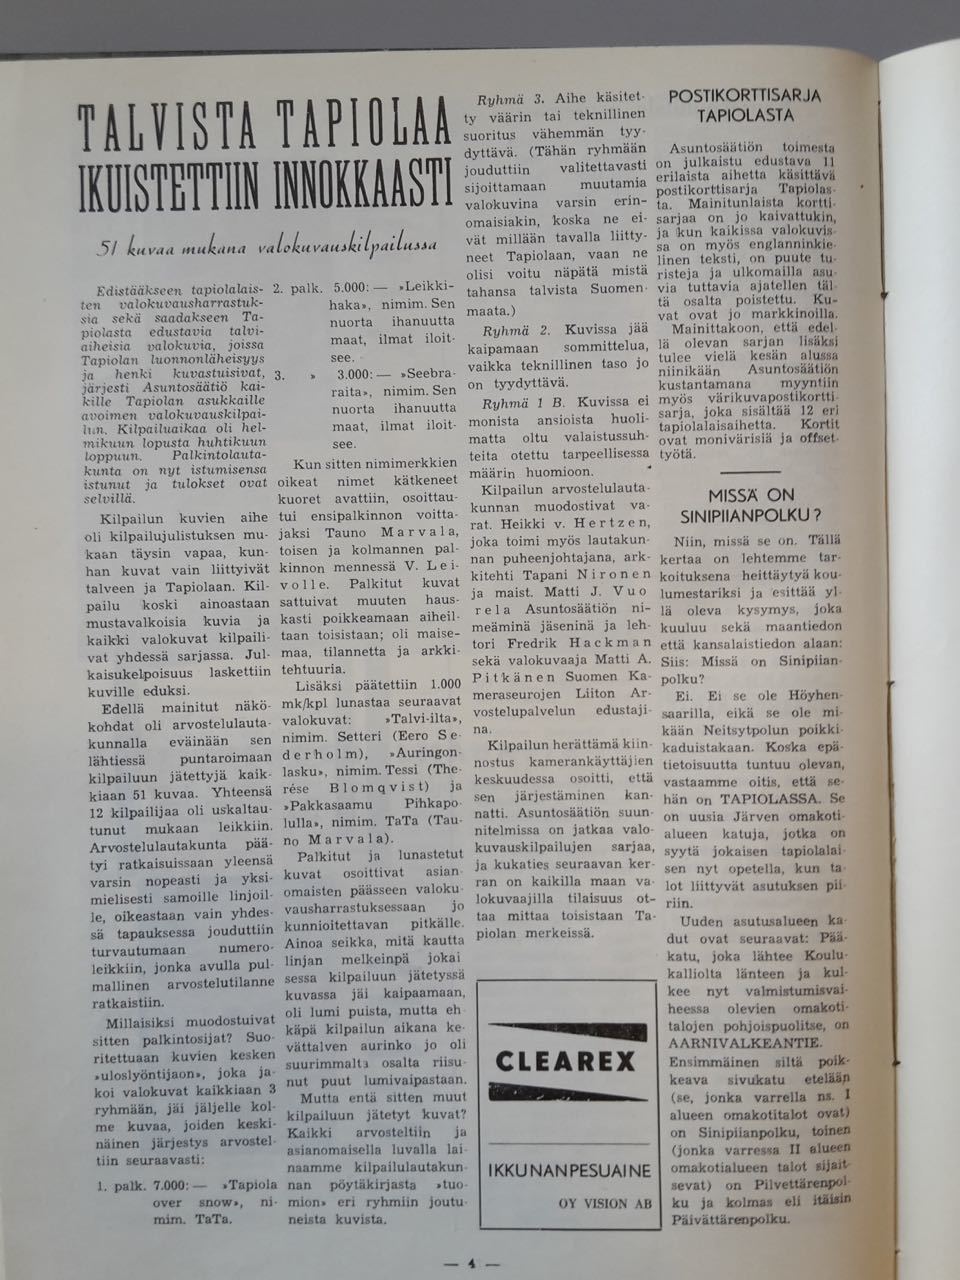 TALVISTA TAPIOLAA
IKUISTETTIIN INNOKKAASTI
51 kuvaa mukana valokuvauskilpailussa
Edistääkseen tapiolalais-
ten valokuvausharrastuk-
sia sekä saadakseen Ta-
piolasta edustavia talvi-
aiheisia valokuvia, joissa
Tapiolan luonnonläheisyys
ja henki kuvastuisivat,
järjesti Asuntosäätiö kai-
kille Tapiolan asukkaille
avoimen valokuvauskilpai-
lun. Kilpailuaika oli hel-
mikuun lopusta huhtikuun
loppuun. Palkintolauta-
kunta on nyt istumisensa
istunut ja tulokset ovat
selvillä.
Kilpailun kuvien aihe
oli kilpailujulistuksen mu-
kaan täysin vapaa, kun-
han kuvat vain liittyivät
talveen ja Tapiolaan. Kil-
pailu koski ainoastaan
mustavalkoisia kuvia ja
kaikki valokuvat kilpaili-
vat yhdessä sarjassa. Jul-
kaisukelpoisuus laskettiin
kuville eduksi.
Edellä mainitut näkö-
kohdat oli arvostelulauta-
kunnalla eväinään sen
lähtiessä puntaroimaan
kilpailuun jätettyjä kaik-
kiaan 51 kuvaa. Yhteensä
12 kilpailijaa oli uskaltau-
tunut mukaan leikkiin.
Arvostelulautakunta pää-
tyi ratkaisuissaan yleensä
varsin nopeasti ja yksi-
mielisesti samoille linjoil-
le, oikeastaan vain yhdes-
sä tapauksessa jouduttiin
turvautumaan numero-
leikkiin, jonka avulla pul-
mallinen arvostelutilanne
ratkaistiin.
Millaisiksi muodostuivat
sitten palkintosijat? Suo-
ritettuaan kuvien kesken
»uloslyöntijaon», joka ja-
koi valokuvat kaikkiaan 3
ryhmään, jäi jäljelle kol-
me kuvaa, joiden keski-
näinen järjestys arvostel-
tiin seuraavasti:
1. palk. 7.000:— »Tapiola
over snow», ni-
mim. TaTa.
2. palk. 5.000:— »Leikki-
haka», nimim. Sen
nuorta ihanuutta
maat, ilmat iloit-
see.
3. » 3.000:— »Seebra-
raita», nimim. Sen
nuorta ihanuutta
maat, ilmat iloit-
see.
Kun sitten nimimerkkien
oikeat nimet kätkeneet
kuoret avattiin, osoittau-
tui ensipalkinnon voitta-
jaksi Tauno Marvala,
toisen ja kolmannen pal-
kinnon mennessä V. Lei-
volle. Palkitut kuvat
sattuivat muuten haus-
kasti poikkeamaan aiheil-
taan toisistaan; oli maise-
maa, tilannetta ja arkki-
tehtuuria.
Lisäksi päätettiin 1.000
mk/kpl lunastaa seuraavat
valokuvat: »Talvi-ilta»,
nimim. Setteri (Eero Se-
derholm), »Auringon-
lasku», nimim. Tessi (The-
rése Blomqvist) ja
»Pakkasaamu Pihkapo-
lulla», nimim. TaTa (Tau-
no Marvala).
Palkitut ja lunastetut
kuvat osoittivat asian-
omaisten päässeen valoku-
vausharrastuksessaan jo
kunnioitettavan pitkälle.
Ainoa seikka, mitä kautta
linjan melkeinpä jokai
sessa kilpailuun jätetyssä
kuvassa jäi kaipaamaan,
oli lumi puista, mutta eh
käpä kilpailun aikana ke-
vättalven aurinko jo oli
suurimmalta osalta riisu-
nut puut lumivaipastaan.
Mutta entä sitten muut
kilpailuun jätetyt kuvat?
Kaikki arvosteltiin ja
asianomaisella luvalla lai-
naamme kilpailulautakun-
nan pöytäkirjasta »tuo-
mion» eri ryhmiin joutu-
neista kuvista.
Ryhmä 3. Aihe käsitet-
ty väärin tai teknillinen
suoritus vähemmän tyy-
dyttävä. (Tähän ryhmään
jouduttiin valitettavasti
sijoittamaan muutamia
valokuvina varsin erin-
omaisiakin, koska ne ei-
vät millään tavalla liitty-
neet Tapiolaan, vaan ne
olisi voitu näpätä mistä
tahansa talvista Suomen-
maata.)
Ryhmä 2. Kuvissa jää
kaipamaan sommittelua,
vaikka teknillinen taso jo
on tyydyttävä.
Ryhmä 1 B. Kuvissa ei
monista ansioista huoli-
matta oltu valaistussuh-
teita otettu tarpeellisessa
määrin huomioon.
Kilpailun arvostelulauta-
kunnan muodostivat va-
rat. Heikki v. Hertzen,
joka toimi myös lautakun-
nan puheenjohtajana, ark-
kitehti Tapani Nironen
ja maist. Matti J. Vuo
rela Asuntosäätiön ni-
meäminä jäseninä ja leh-
tori Fredrik Hackman
sekä valokuvaaja Matti A.
Pitkänen Suomen Ka-
meraseurojen Liiton Ar-
vostelupalvelun edustaji-
na.
Kilpailun herättämä kiin-
nostus kamerankäyttäjien
keskuudessa osoitti, että
sen järjestäminen kan-
natti. Asuntosäätiön suun-
nitelmissa on jatkaa valo-
kuvauskilpailujen sarjaa,
ja kukaties seuraavan ker-
ran on kaikilla maan va-
lokuvaajilla tilaisuus ot-
taa mittaa toisistaan Ta-
piolan merkeissä.
CLEAREX
IKKUNANPESUAINE
OY VISION AB
POSTIKORTTISARJA
TAPIOLASTA
Asuntosäätiön toimesta
on julkaistu edustava 11
erilaista aihetta käsittävä
postikorttisarja Tapiolas-
ta. Mainitunlaista kortti-
sarjaa on jo kaivattukin,
ja kun kaikissa valokuvis-
sa on myös englanninkie-
linen teksti, on puute tu-
risteja ja ulkomailla asu-
via tuttavia ajatellen täl-
tä osalta poistettu. Ku-
vat ovat jo markkinoilla.
Mainittakoon, että edel-
lä olevan sarjan lisäksi
tulee vielä kesän alussa
niinikään Asuntosäätiön
kustantamana myyntiin
myös värikuvapostikortti-
sarja, joka sisältää 12 eri
tapiolalaisaihetta. Kortit
ovat monivärisiä ja offset-
työtä.
MISSÄ ON
SINIPIIANPOLKU?
Niin, missä se on. Tällä
kertaa on lehtemme tar-
koituksena heittäytyä kou-
lumestariksi ja esittää yl-
lä oleva kysymys, joka
kuuluu sekä maantiedon
että kansalaistiedon alaan:
Siis: Missä on Sinipiian-
polku?
Ei. Ei se ole Höyhen-
saarilla, eikä se ole mi-
kään Neitsytpolun poikki-
kaduistakaan. Koska epä-
tietoisuutta tuntuu olevan,
vastaamme oitis, että se-
hän on TAPIOLASSA. Se
on uusia Järven omakoti-
alueen katuja, jotka on
syytä jokaisen tapiolalai-
sen nyt opetella, kun ta-
lot liittyvät asutuksen pii-
riin.
Uuden asutusalueen ka-
dut ovat seuraavat: Pää-
katu, joka lähtee Koulu-
kalliolta länteen ja kul-
kee nyt valmistumisvai-
heessa olevien omakoti-
talojen pohjoispuolitse, on
AARNIVALKEANTIE.
Ensimmäinen siltä poik-
keava sivukatu etelään
(se, jonka varrella ns. I
alueen omakotitalot ovat)
on Sinipiianpolku, toinen
(jonka varressa II alueen
omakotialueen talot sijait-
sevat) on Pilvettärenpol-
ku ja kolmas eli itäisin
Päivättärenpolku.
— 4 —